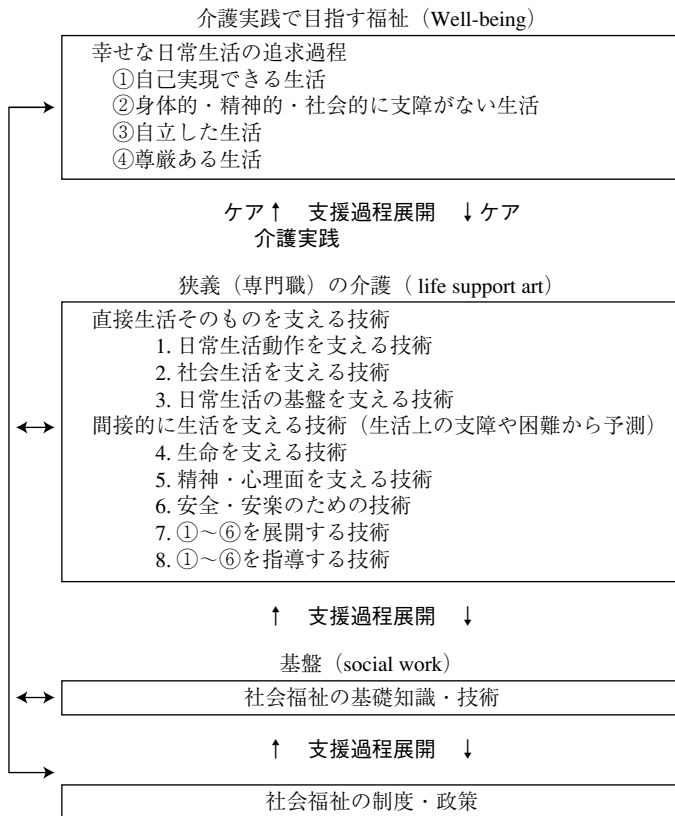 介護実践で目指す福祉（Well-being）
幸せな日常生活の追求過程
①自己実現できる生活
②身体的・精神的・社会的に支障がない生活
③自立した生活
④尊厳ある生活
ケア↑　支援過程展開　↓ケア
介護実践
狭義（専門職）の介護（ life support art）
直接生活そのものを支える技術
1. 日常生活動作を支える技術
2. 社会生活を支える技術
3. 日常生活の基盤を支える技術
間接的に生活を支える技術（生活上の支障や困難から予測）
4. 生命を支える技術
5. 精神・心理面を支える技術
6. 安全・安楽のための技術
7. ①～⑥を展開する技術
8. ①～⑥を指導する技術
↑　支援過程展開　↓
基盤（social work）
社会福祉の基礎知識・技術
↑　支援過程展開　↓
社会福祉の制度・政策